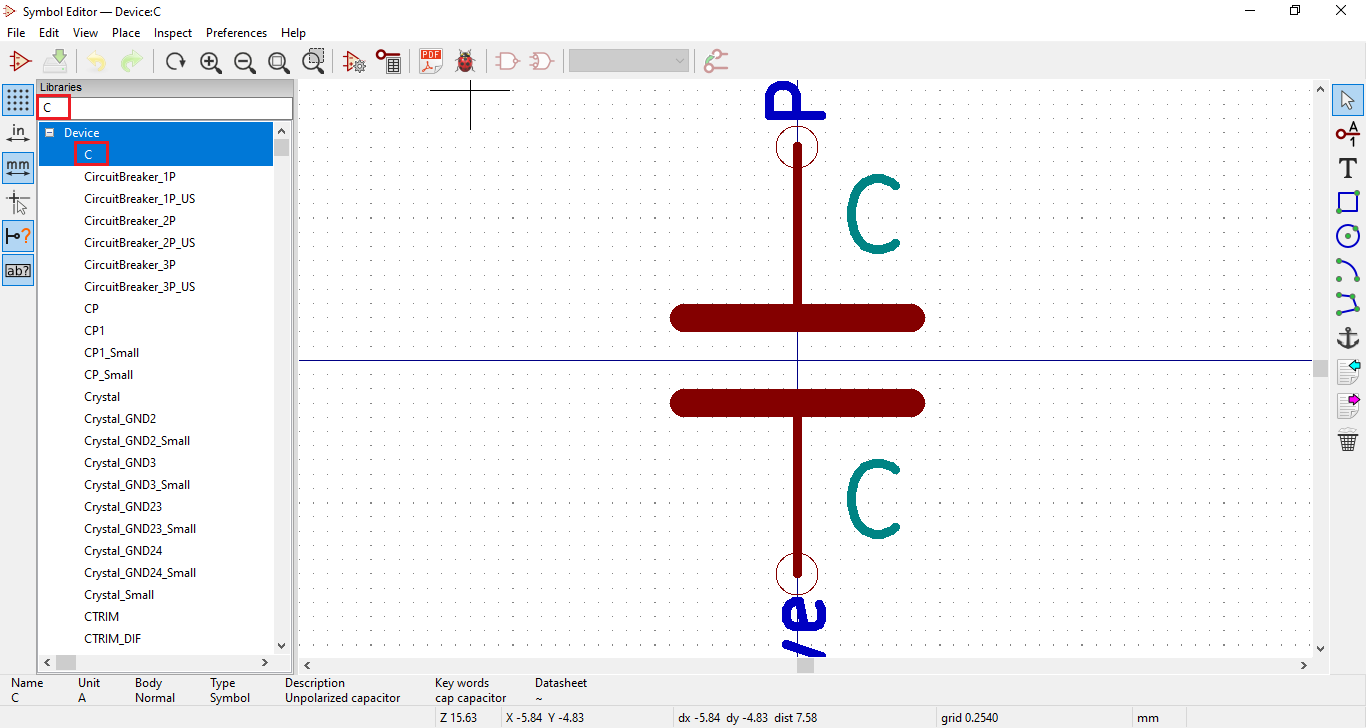 Symbol Editor — Device:C
File Edit View Place Inspect Preferences Help
PDF
Libraries
C
in
mm
ab?
Device
C
CircuitBreaker_1P
CircuitBreaker_1P_US
CircuitBreaker_2P
CircuitBreaker_2P_US
CircuitBreaker_3P
CircuitBreaker_3P_US
CP
CP1
CP1_Small
CP_Small
Crystal
Crystal_GND2
Crystal_GND2_Small
Crystal_GND3
Crystal_GND3_Small
Crystal_GND23
Crystal_GND23_Small
Crystal_GND24
Crystal_GND24_Small
Crystal_Small
CTRIM
CTRIM_DIF
P
C
C
A
1
T
Name Unit Body Type Description Key words Datasheet
C A Normal Symbol Unpolarized capacitor cap capacitor ~
Z 15.63 X -5.84 Y -4.83 dx -5.84 dy -4.83 dist 7.58 grid 0.2540 mm